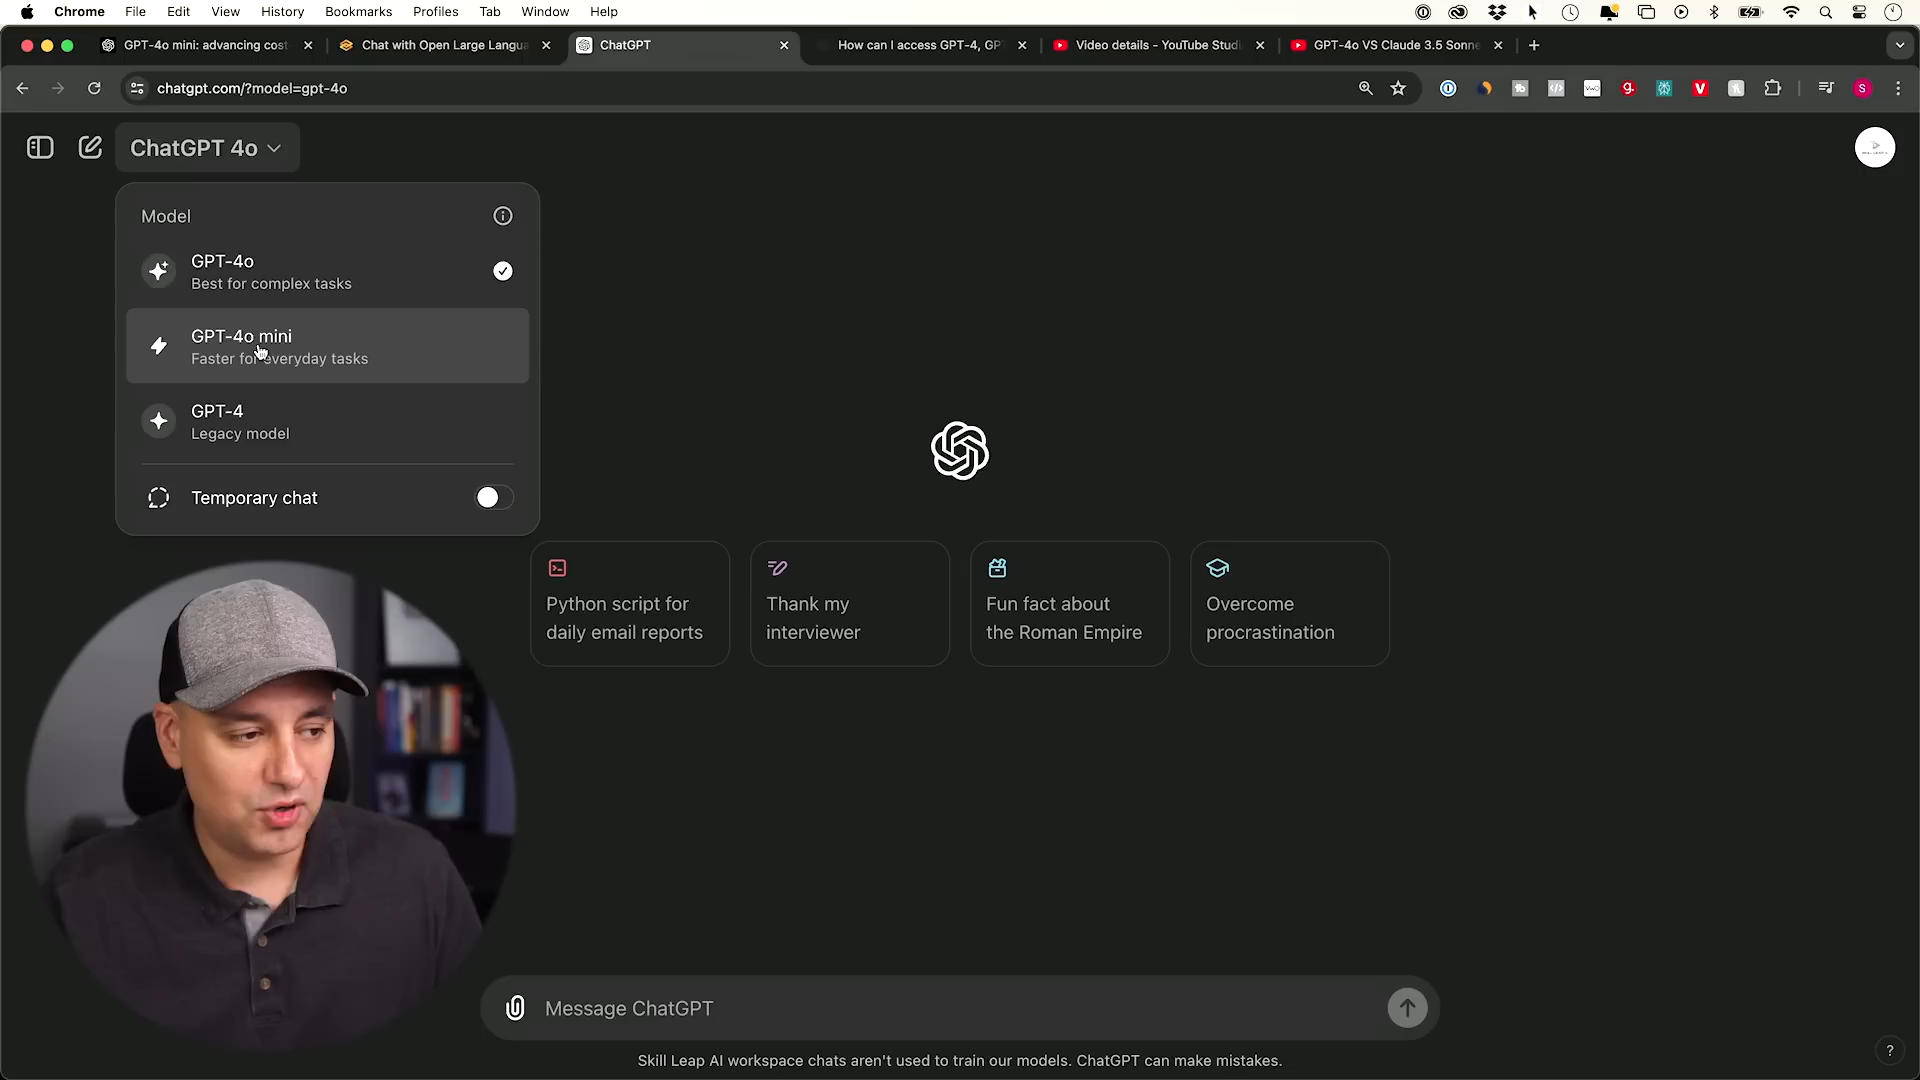 Chrome File Edit View History Bookmarks Profiles Tab Window Help
GPT-4o mini: advancing cost
Chat with Open Large Langua
ChatGPT
How can I access GPT-4, GP
Video details - YouTube Studi
GPT-4o VS Claude 3.5 Sonne
chatgpt.com/?model=gpt-4o
ChatGPT 4o
Model
GPT-4o
Best for complex tasks
GPT-4o mini
Faster for everyday tasks
GPT-4
Legacy model
Temporary chat
Python script for
daily email reports
Thank my
interviewer
Fun fact about
the Roman Empire
Overcome
procrastination
Message ChatGPT
Skill Leap AI workspace chats aren't used to train our models. ChatGPT can make mistakes.
?